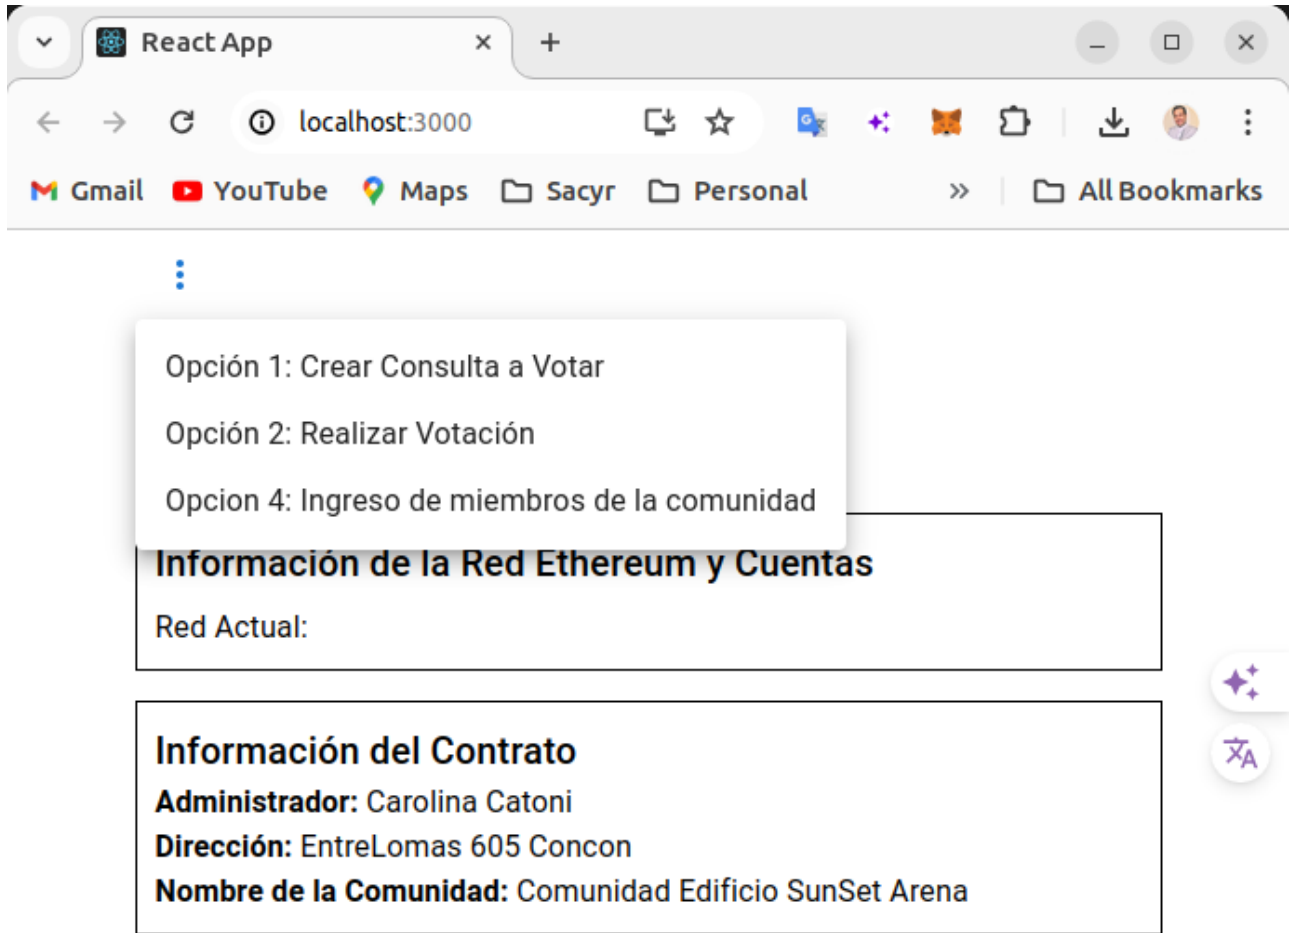 React App
localhost:3000
Gmail YouTube Maps Sacyr Personal » All Bookmarks
Opción 1: Crear Consulta a Votar
Opción 2: Realizar Votación
Opcion 4: Ingreso de miembros de la comunidad
Información de la Red Ethereum y Cuentas
Red Actual:
Información del Contrato
Administrador: Carolina Catoni
Dirección: EntreLomas 605 Concon
Nombre de la Comunidad: Comunidad Edificio SunSet Arena